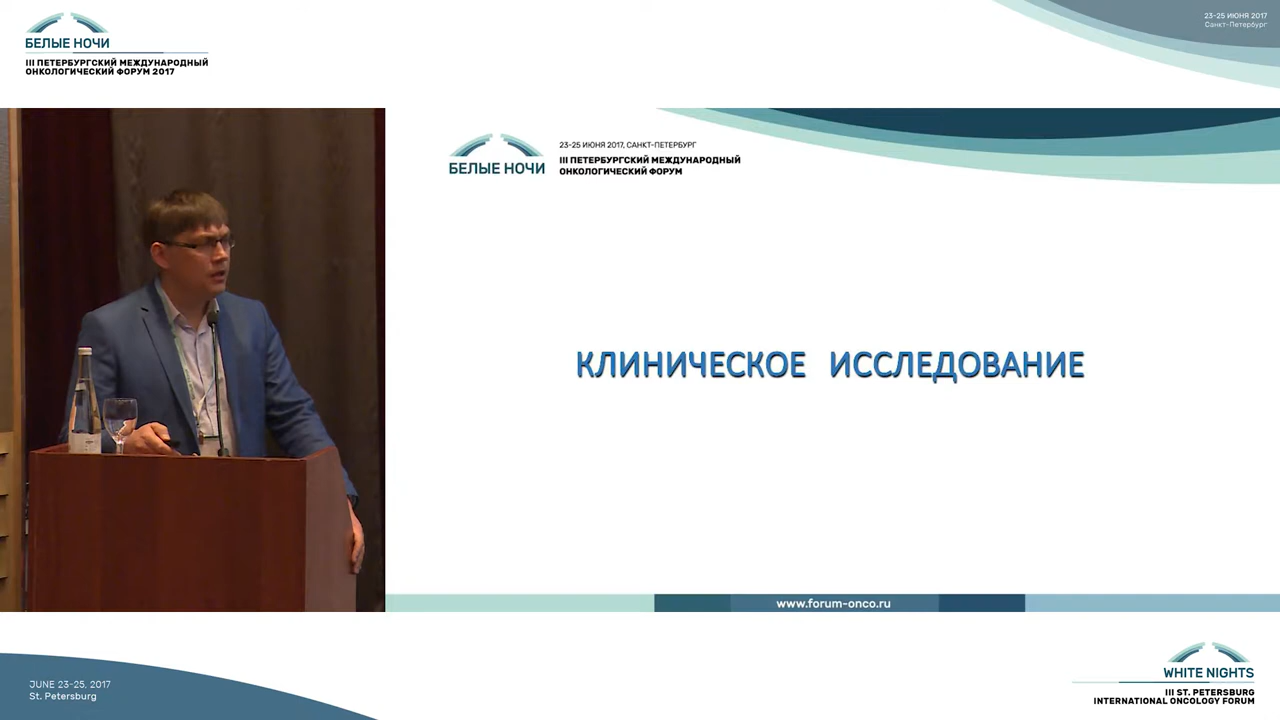 БЕЛЫЕ НОЧИ
III ПЕТЕРБУРГСКИЙ МЕЖДУНАРОДНЫЙ
ОНКОЛОГИЧЕСКИЙ ФОРУМ 2017
23-25 ИЮНЯ 2017
Санкт-Петербург
БЕЛЫЕ НОЧИ
23-25 ИЮНЯ 2017, САНКТ-ПЕТЕРБУРГ
III ПЕТЕРБУРГСКИЙ МЕЖДУНАРОДНЫЙ
ОНКОЛОГИЧЕСКИЙ ФОРУМ
КЛИНИЧЕСКОЕ ИССЛЕДОВАНИЕ
www.forum-onco.ru
JUNE 23-25, 2017
St. Petersburg
WHITE NIGHTS
III ST. PETERSBURG
INTERNATIONAL ONCOLOGY FORUM